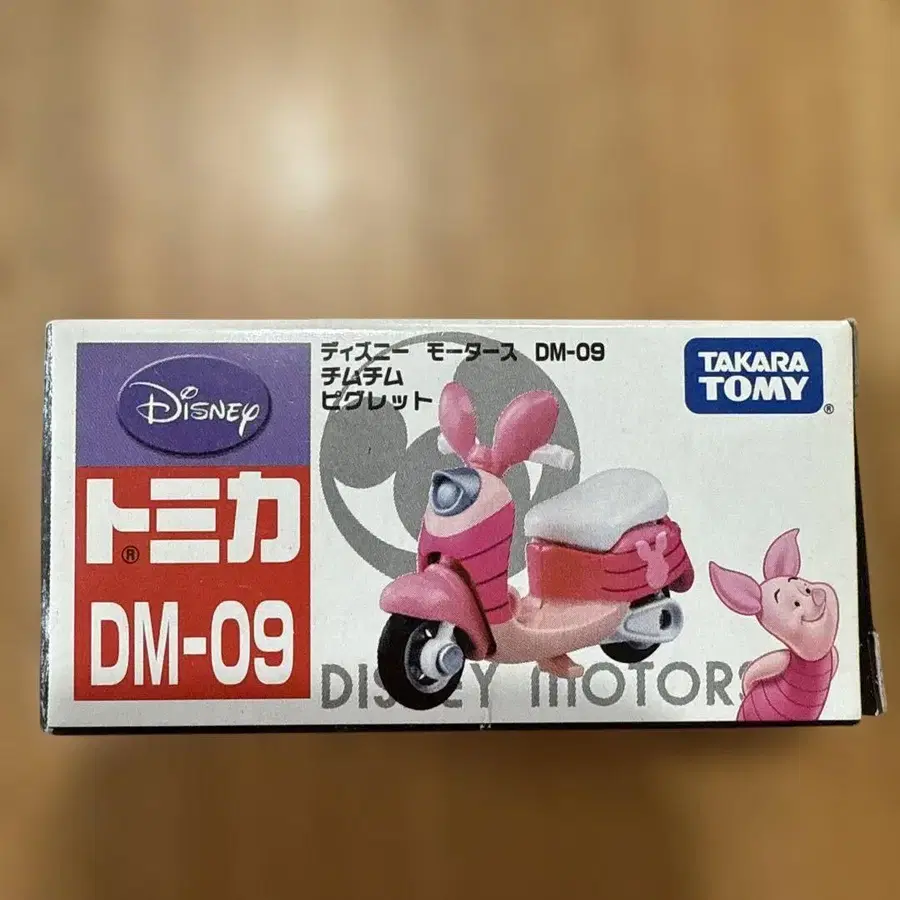 ディズニー モータース DM-09
チムチム
ピグレット
TAKARA
TOMY
®
DISNEY
トミカ
®
DM-09
DISNEY MOTORS